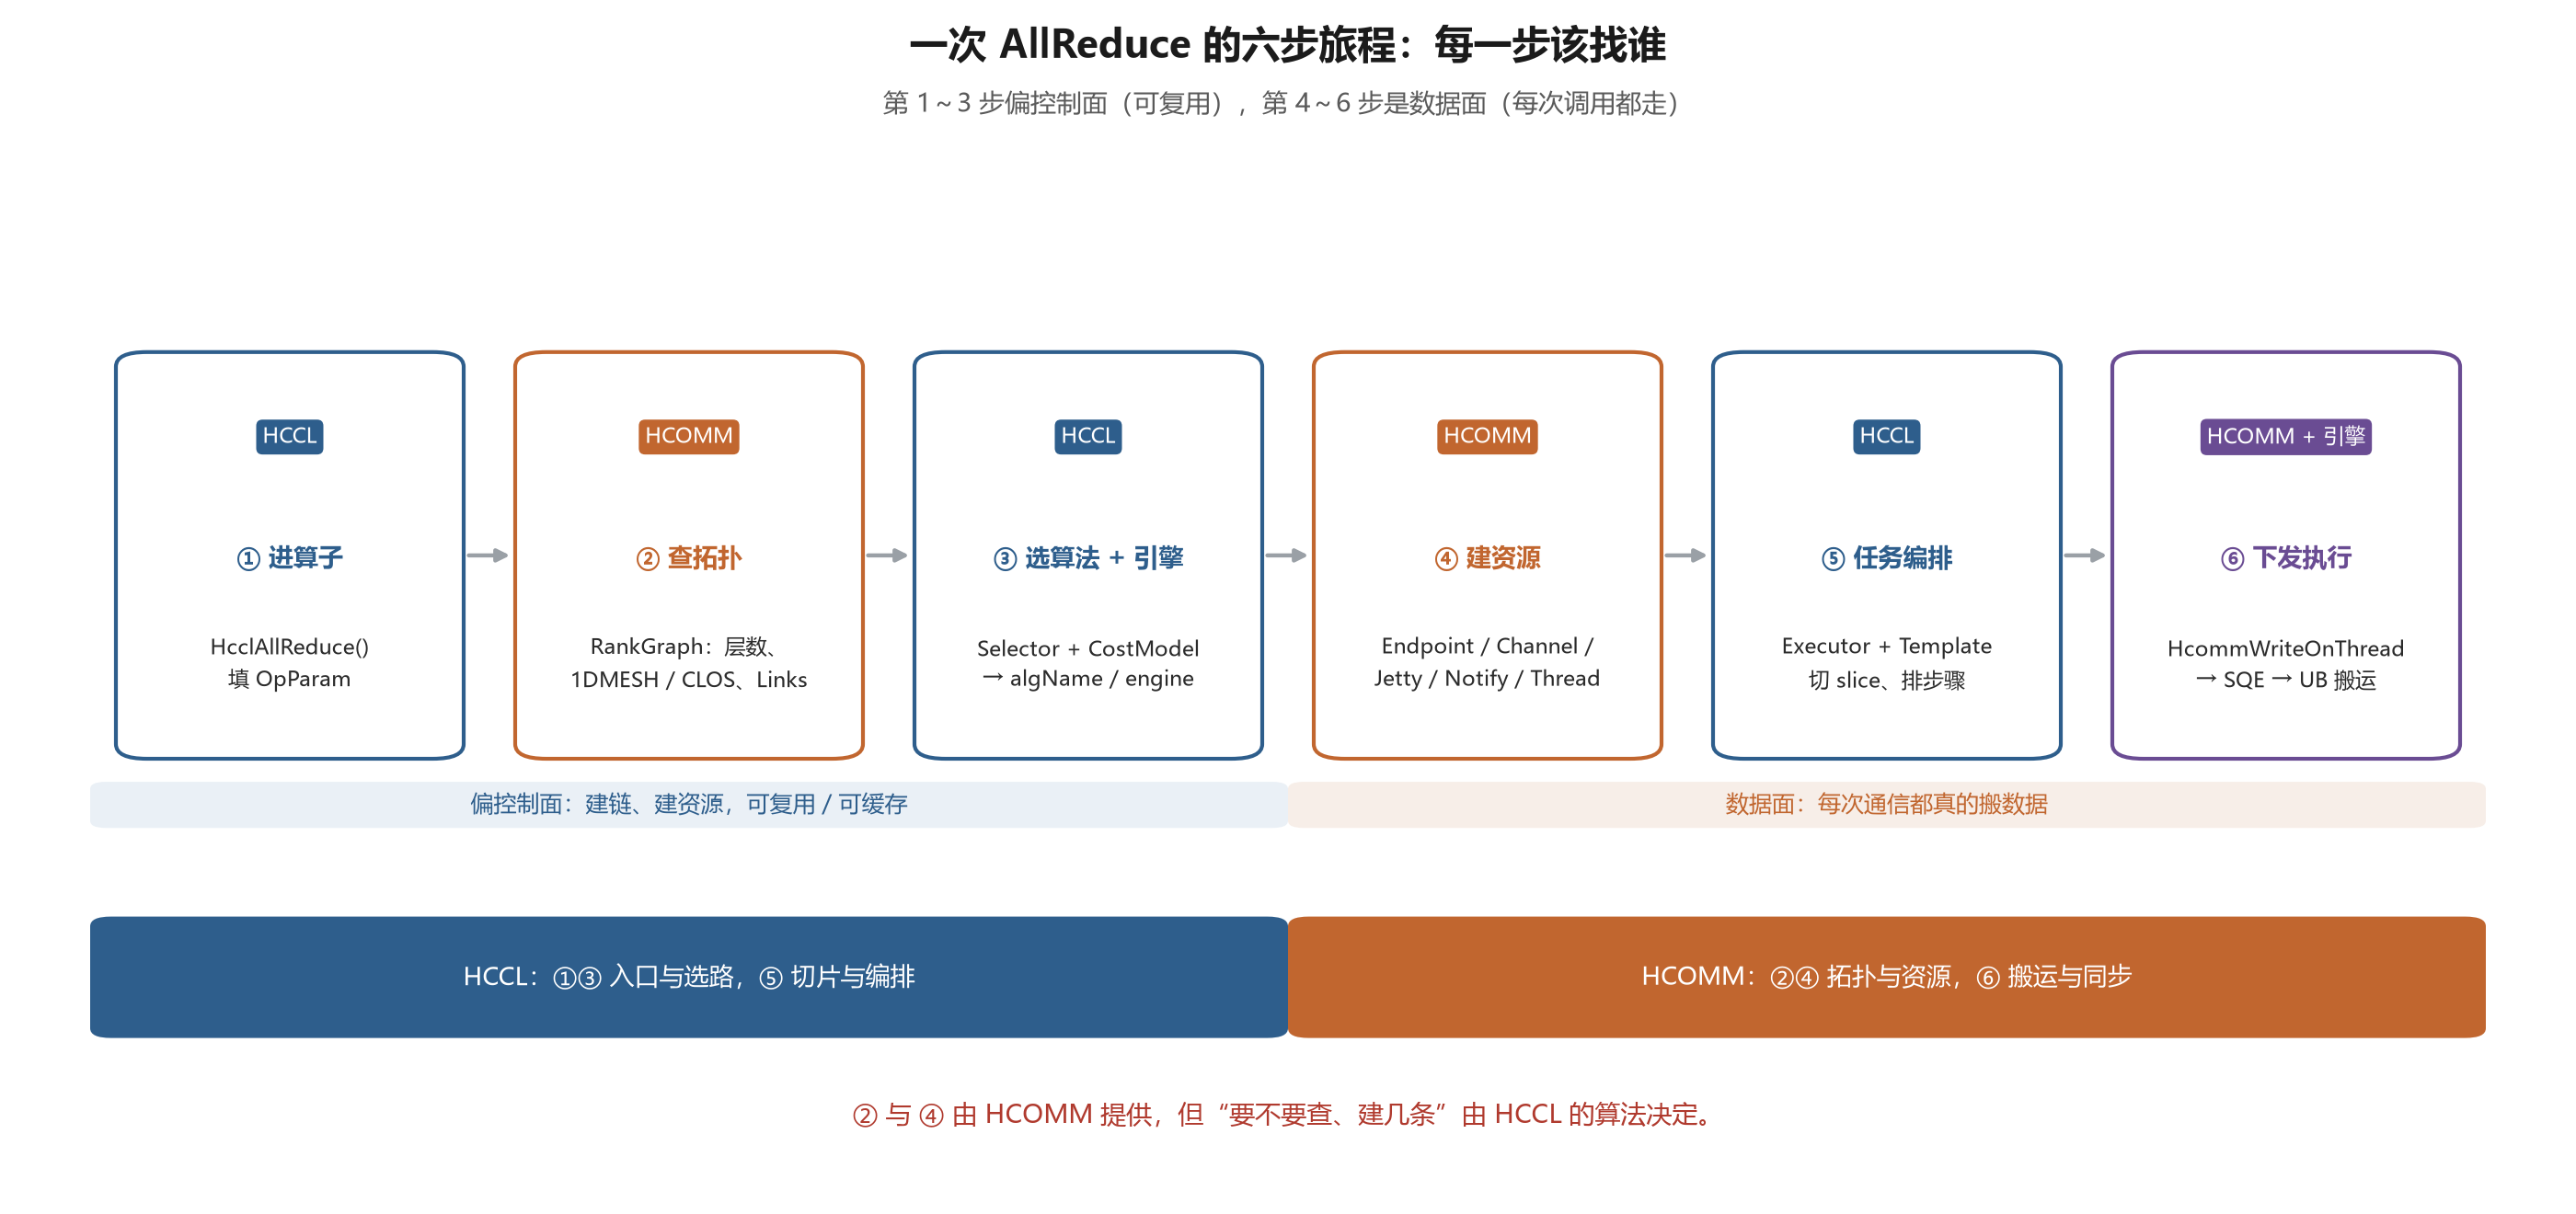 一次 AllReduce 的六步旅程：每一步该找谁
第 1 ~ 3 步偏控制面（可复用），第 4 ~ 6 步是数据面（每次调用都走）
HCCL
① 进算子
HcclAllReduce()
填 OpParam
HCOMM
② 查拓扑
RankGraph：层数、
1DMESH / CLOS、Links
HCCL
③ 选算法 + 引擎
Selector + CostModel
→ algName / engine
HCOMM
④ 建资源
Endpoint / Channel /
Jetty / Notify / Thread
HCCL
⑤ 任务编排
Executor + Template
切 slice、排步骤
HCOMM + 引擎
⑥ 下发执行
HcommWriteOnThread
→ SQE → UB 搬运
偏控制面：建链、建资源，可复用 / 可缓存
数据面：每次通信都真的搬数据
HCCL：①③ 入口与选路，⑤ 切片与编排
HCOMM：②④ 拓扑与资源，⑥ 搬运与同步
② 与 ④ 由 HCOMM 提供，但“要不要查、建几条”由 HCCL 的算法决定。